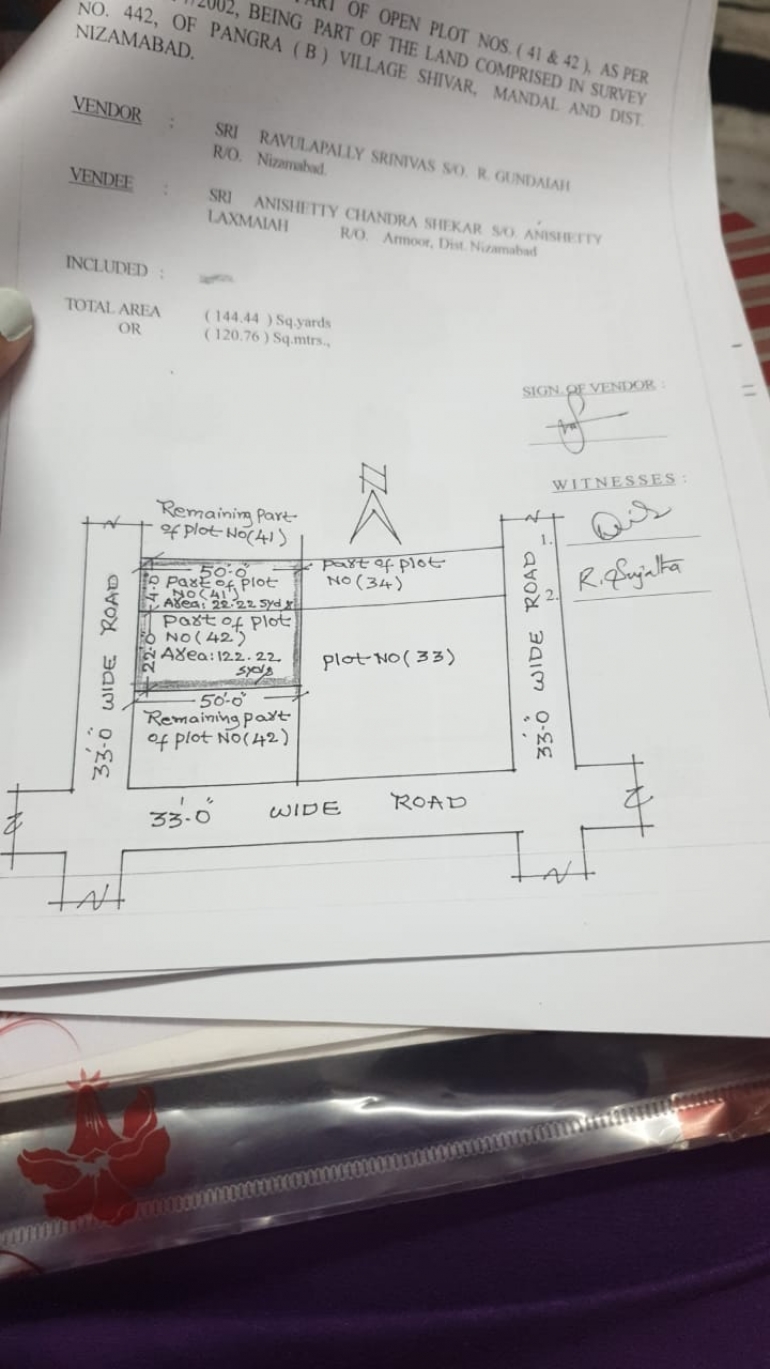 /2002, BEING PART OF THE LAND COMPRISED IN SURVEY
PART OF OPEN PLOT NOS. ( 41 & 42 ), AS PER
NO. 442, OF PANGRA ( B ) VILLAGE SHIVAR, MANDAL AND DIST.
NIZAMABAD.
VENDOR : SRI RAVULAPALLY SRINIVAS S/O. R. GUNDAIAH
R/O. Nizamabad.
VENDEE : SRI ANISHETTY CHANDRA SHEKAR S/O. ANISHETTY
LAXMAIAH R/O. Armoor, Dist. Nizamabad
INCLUDED :
TOTAL AREA ( 144.44 ) Sq.yards
OR ( 120.76 ) Sq.mtrs.,
SIGN. OF VENDOR :
WITNESSES :
1.
2. R. Sujatha
N
Remaining Part
of plot No(41)
50'-0"
Part of plot
No(41)
Area: 22.22 Syds
4'-0
Part of plot
No(42)
Area:122.22
syds
22'-0
50'-0"
Remaining part
of plot No(42)
part of plot
No(34)
plot No(33)
33'-0" WIDE ROAD
33'-0" WIDE ROAD
33'-0" WIDE ROAD